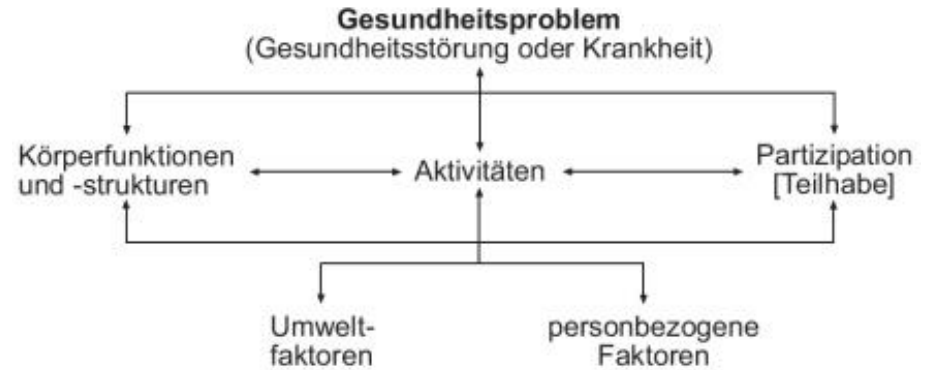 Gesundheitsproblem
(Gesundheitsstörung oder Krankheit)
Körperfunktionen
und -strukturen
Aktivitäten
Partizipation
[Teilhabe]
Umwelt-
faktoren
personbezogene
Faktoren